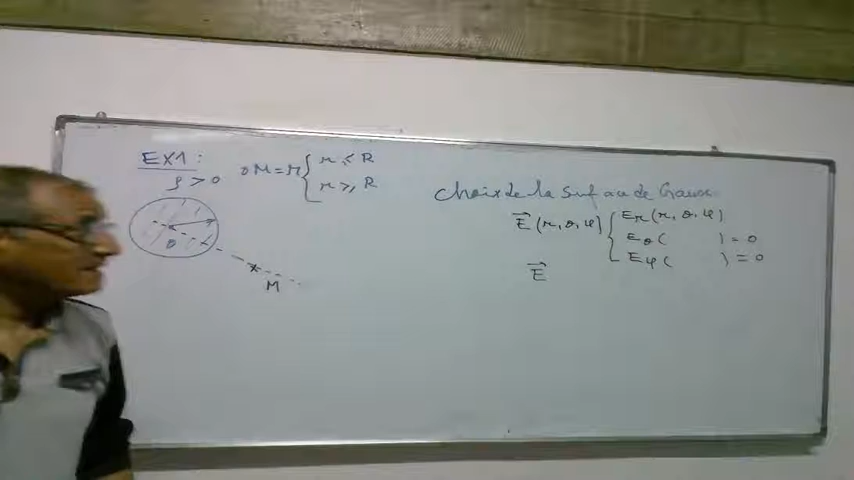 EX1 :
ρ > 0
OM = r { r ≤ R
r ≥ R
O
M
Choix de la Surface de Gauss.
E⃗(r, θ, φ) { Er(r, θ, φ)
Eθ( ) = 0
Eφ( ) = 0
E⃗